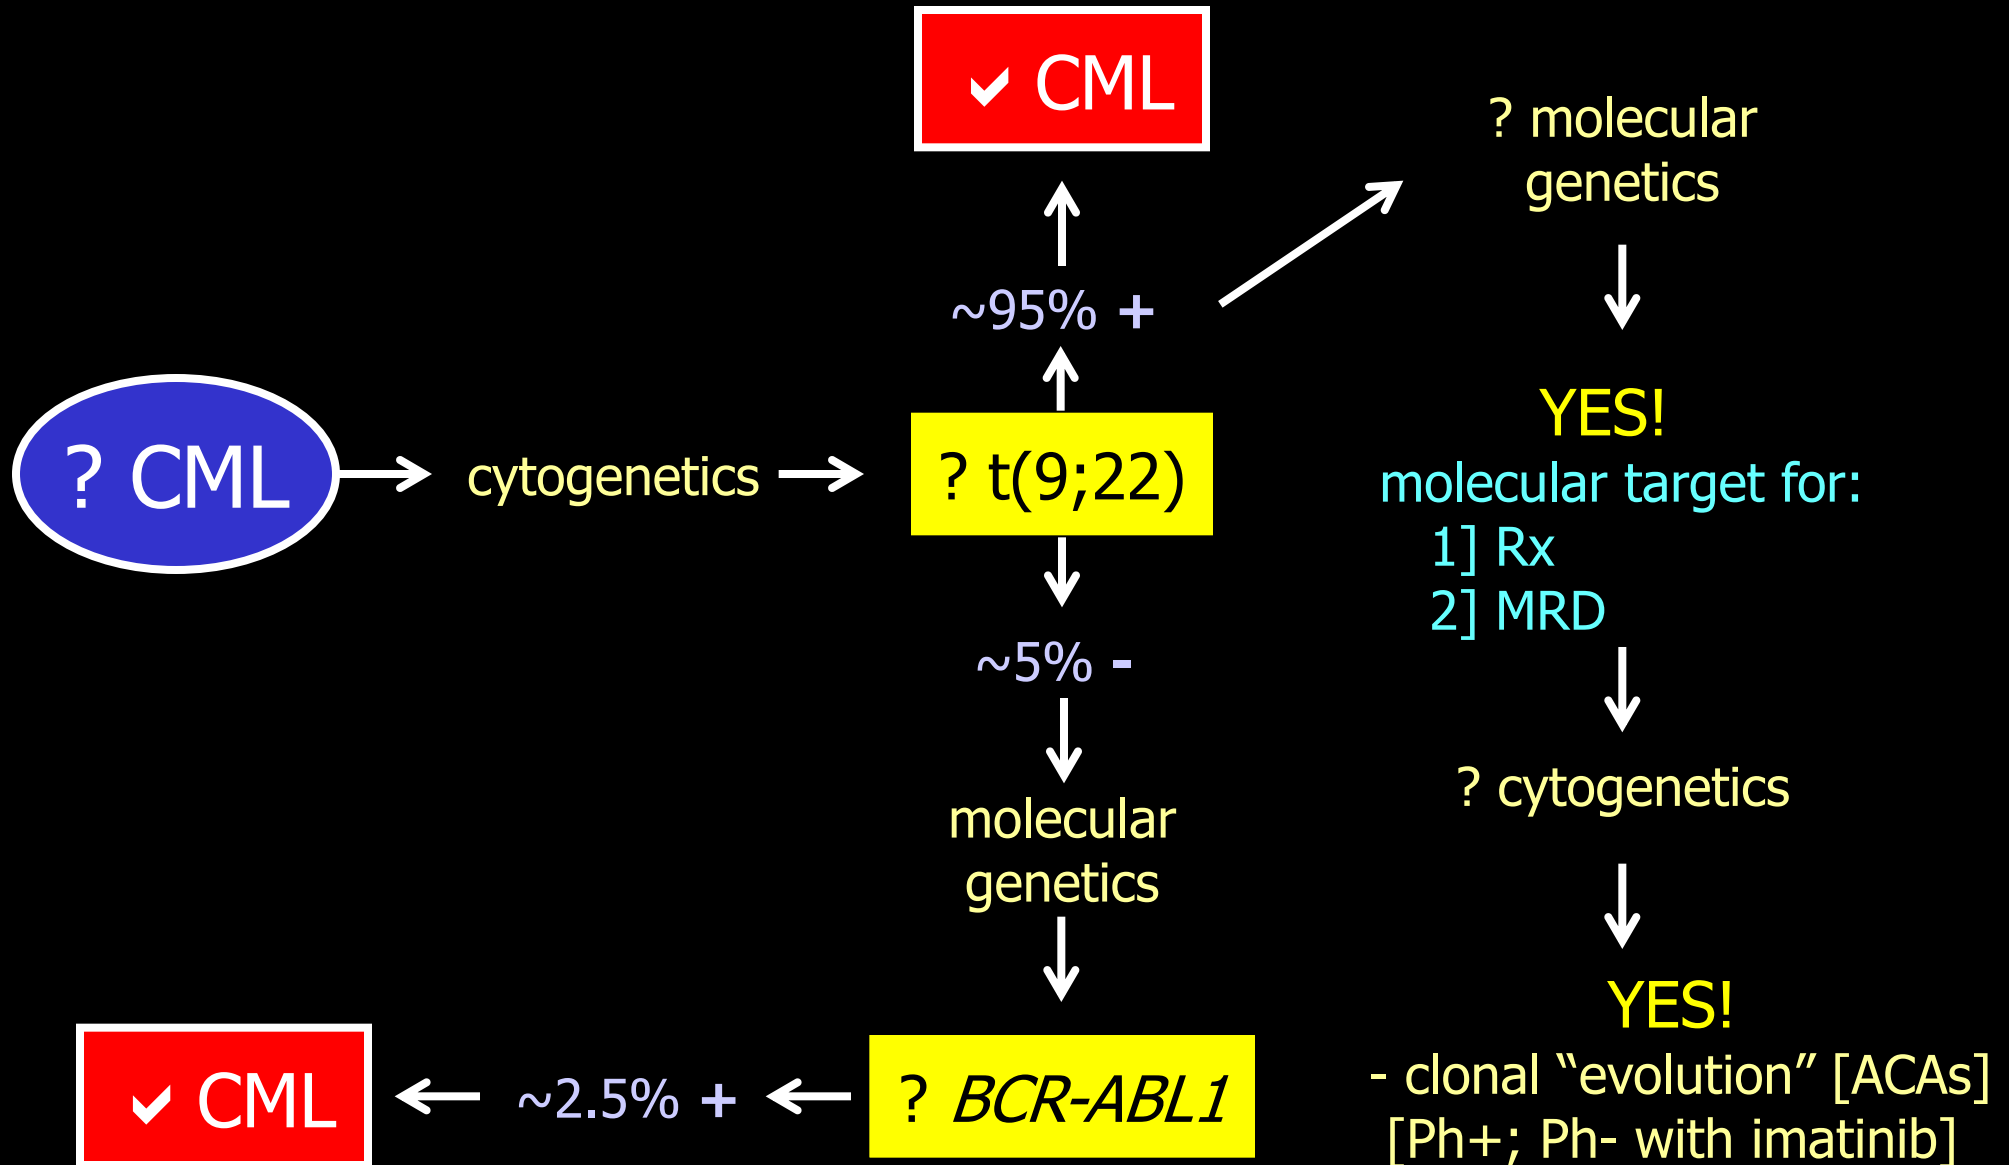 ✓ CML
? molecular
genetics
~95% +
YES!
? CML
cytogenetics
? t(9;22)
molecular target for:
1] Rx
2] MRD
~5% -
? cytogenetics
molecular
genetics
YES!
- clonal “evolution” [ACAs]
[Ph+; Ph- with imatinib]
? BCR-ABL1
~2.5% +
✓ CML